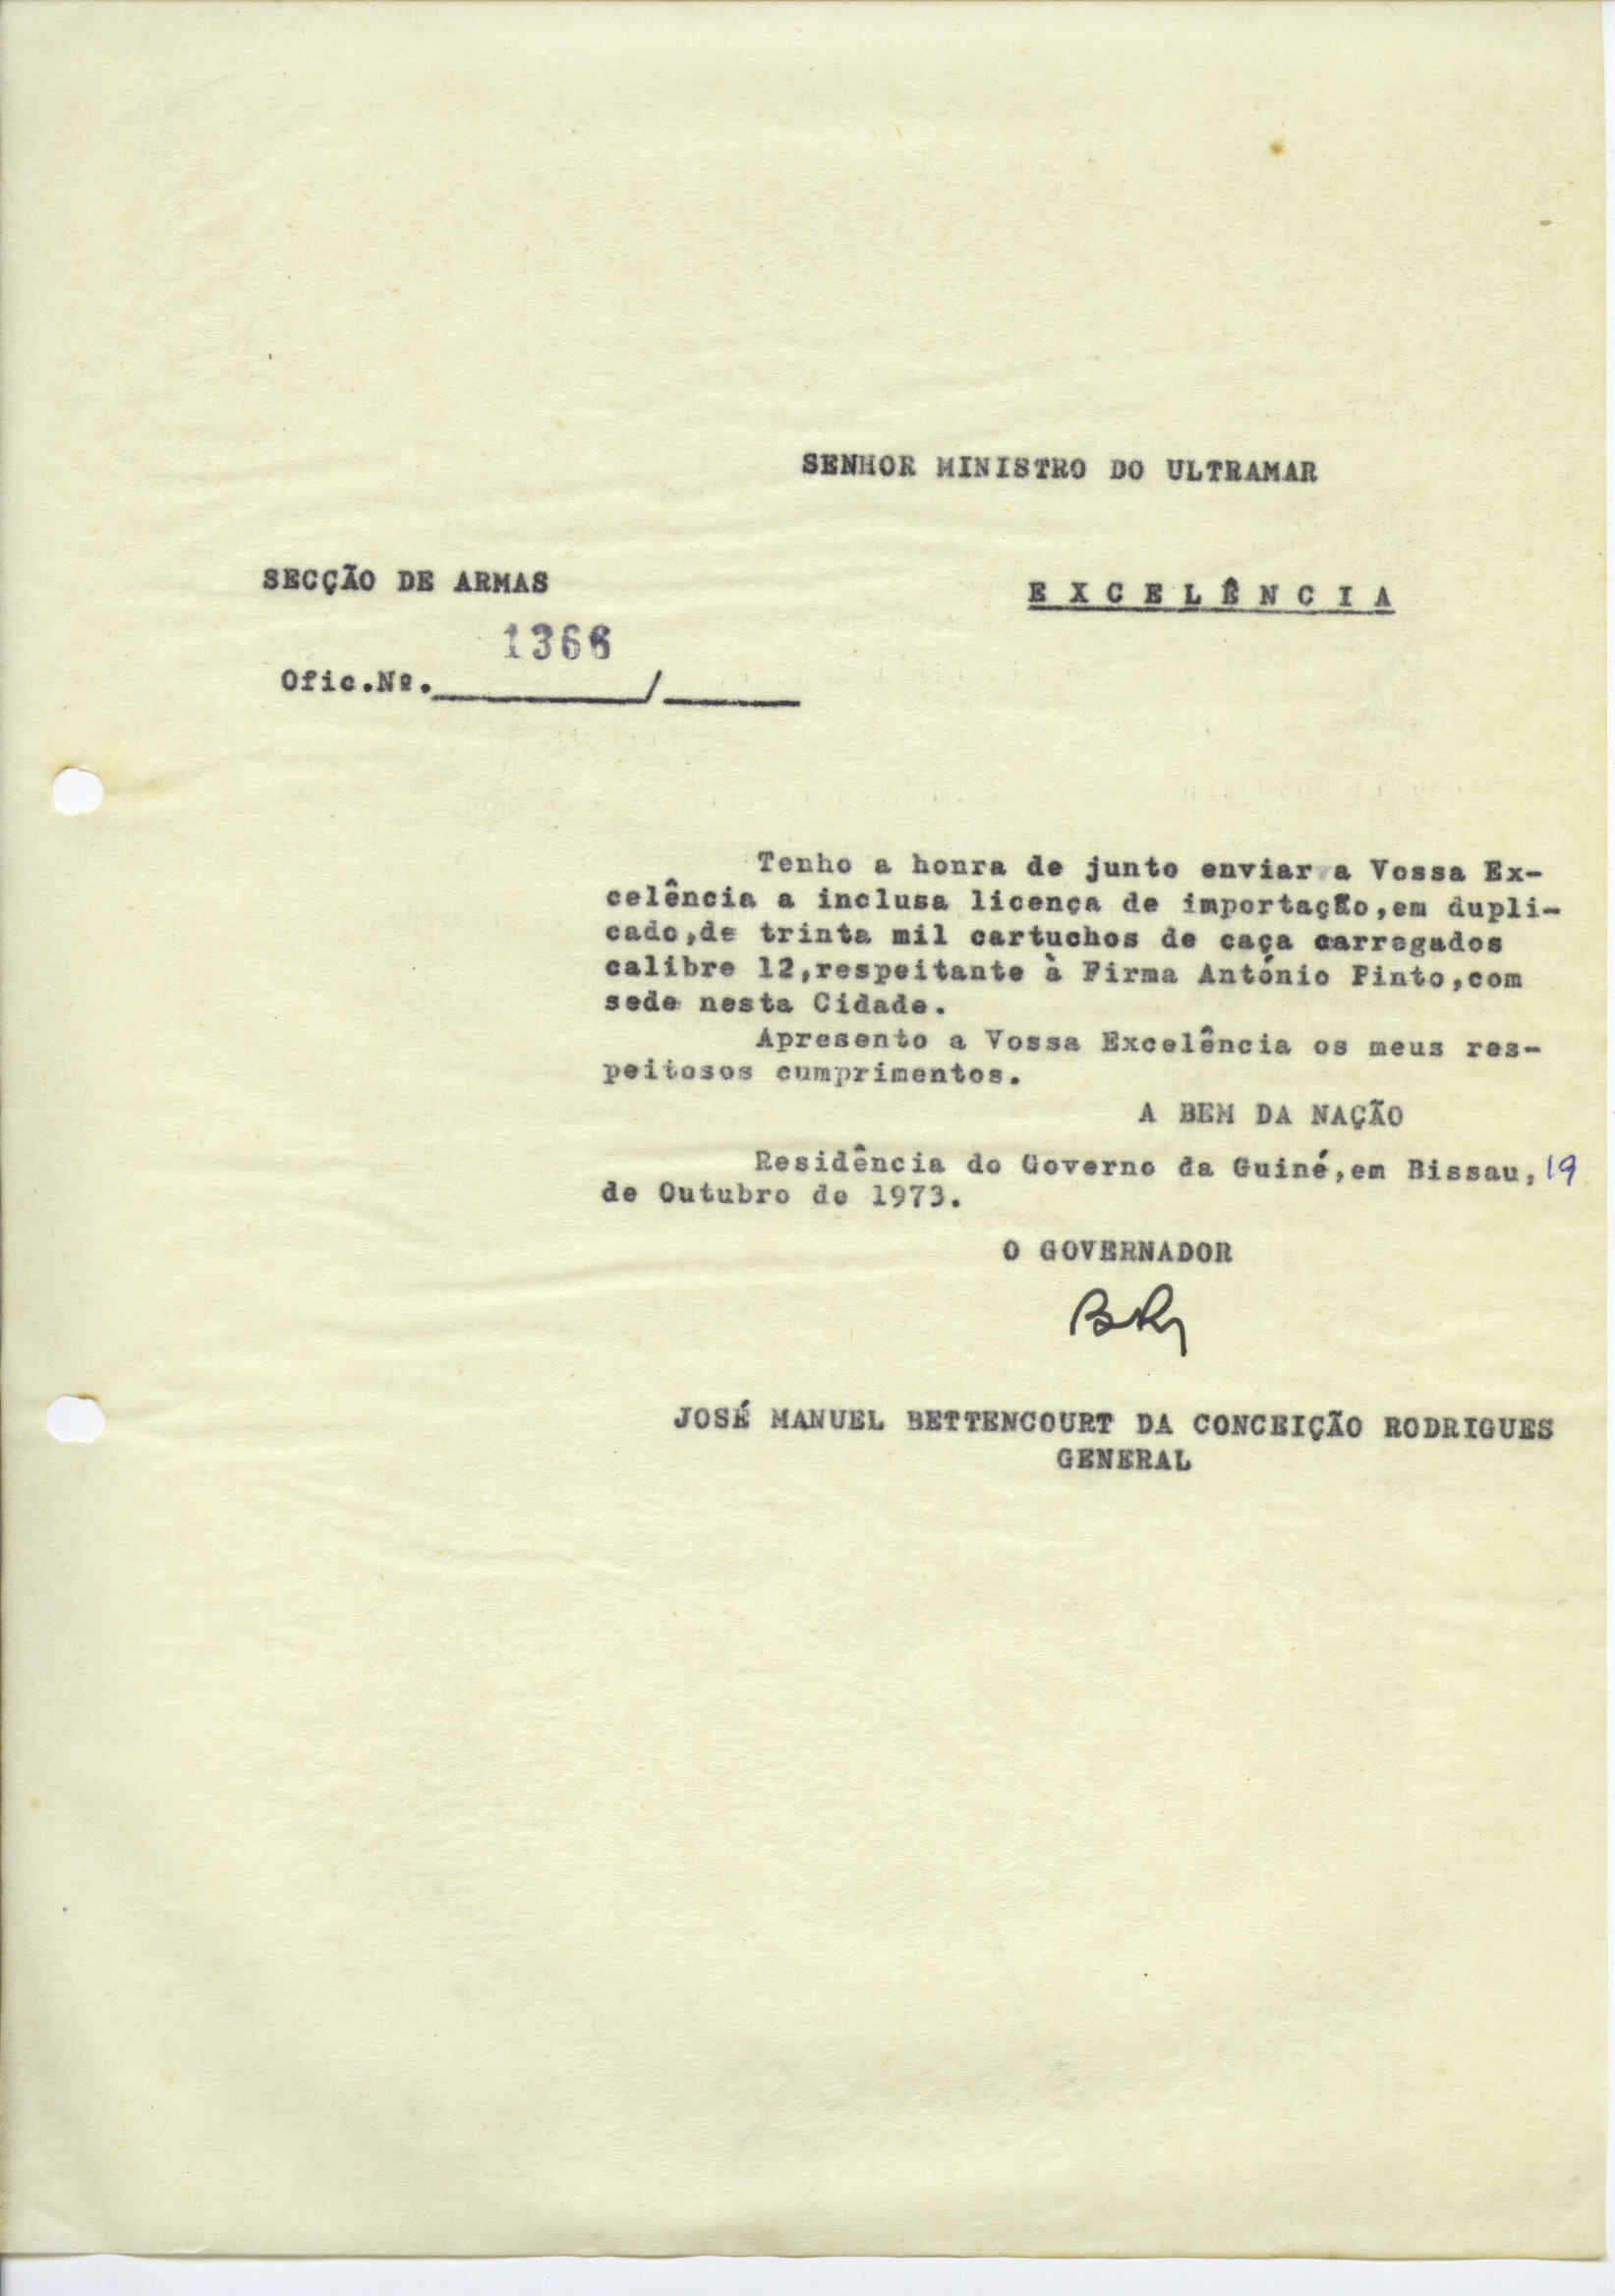 SENHOR MINISTRO DO ULTRAMAR
SECÇÃO DE ARMAS
EXCELÊNCIA
1366
Ofic.Nº. /
Tenho a honra de junto enviar a Vossa Ex-
celência a inclusa licença de importação,em dupli-
cado,de trinta mil cartuchos de caça carregados
calibre 12,respeitante à Firma António Pinto,com
sede nesta Cidade.
Apresento a Vossa Excelência os meus res-
peitosos cumprimentos.
A BEM DA NAÇÃO
Residência do Governo da Guiné,em Bissau,19
de Outubro de 1973.
O GOVERNADOR
JOSÉ MANUEL BETTENCOURT DA CONCEIÇÃO RODRIGUES
GENERAL